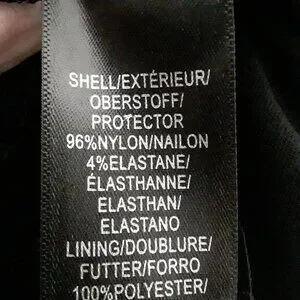 SHELL/EXTÉRIEUR/
OBERSTOFF/
PROTECTOR
96%NYLON/NAILON
4%ELASTANE/
ÉLASTHANNE/
ELASTHAN/
ELASTANO
LINING/DOUBLURE/
FUTTER/FORRO
100%POLYESTER/